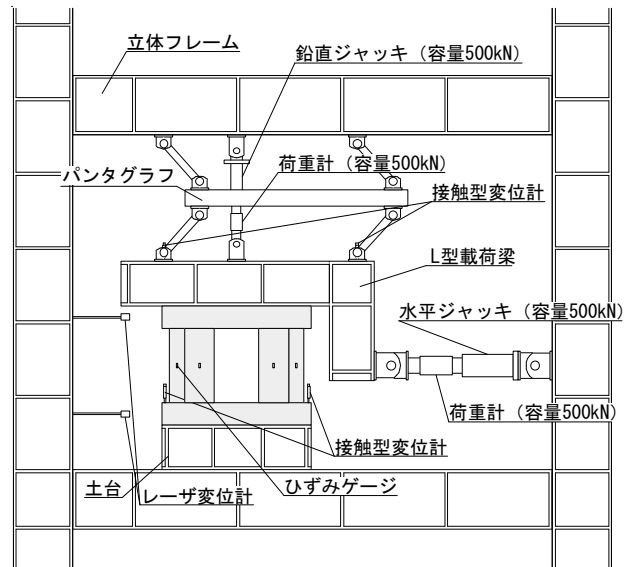 立体フレーム
鉛直ジャッキ（容量500kN）
荷重計（容量500kN）
パンタグラフ
接触型変位計
L型載荷梁
水平ジャッキ（容量500kN）
荷重計（容量500kN）
接触型変位計
土台
レーザ変位計
ひずみゲージ